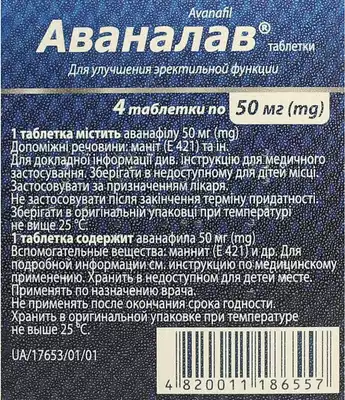 Avanafil
Аваналав®
таблетки
Для улучшения эректильной функции
4 таблетки по 50 мг (mg)
1 таблетка містить аванафілу 50 мг (mg)
Допоміжні речовини: маніт (Е 421) та ін.
Для докладної інформації див. інструкцію для медичного
застосування. Зберігати в недоступному для дітей місці.
Застосовувати за призначенням лікаря.
Не застосовувати після закінчення терміну придатності.
Зберігати в оригінальній упаковці при температурі
не вище 25 °С.
1 таблетка содержит аванафила 50 мг (mg)
Вспомогательные вещества: маннит (Е 421) и др. Для
подробной информации см. инструкцию по медицинскому
применению. Хранить в недоступном для детей месте.
Применять по назначению врача.
Не применять после окончания срока годности.
Хранить в оригинальной упаковке при температуре
не выше 25 °С.
UA/17653/01/01
4 820011 186557